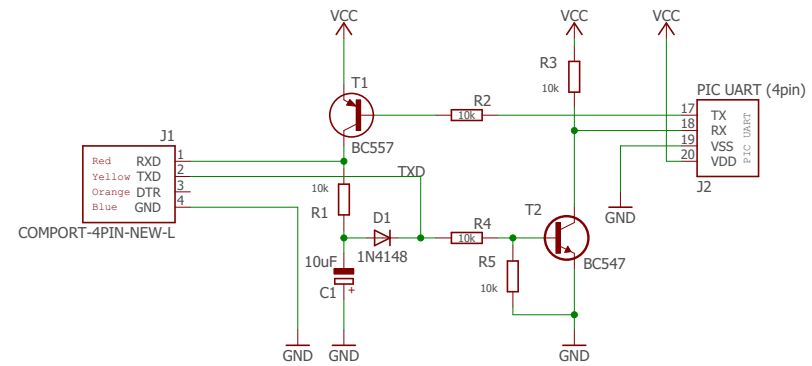 VCC
VCC
VCC
T1
R3
10k
PIC UART (4pin)
R2
10k
17 TX
18 RX
19 VSS
20 VDD
PIC UART
J2
BC557
J1
Red RXD 1
Yellow TXD 2
Orange DTR 3
Blue GND 4
COMPORT-4PIN-NEW-L
TXD
10k
R1
D1
1N4148
R4
10k
T2
BC547
GND
10uF
C1
+
R5
10k
GND
GND
GND